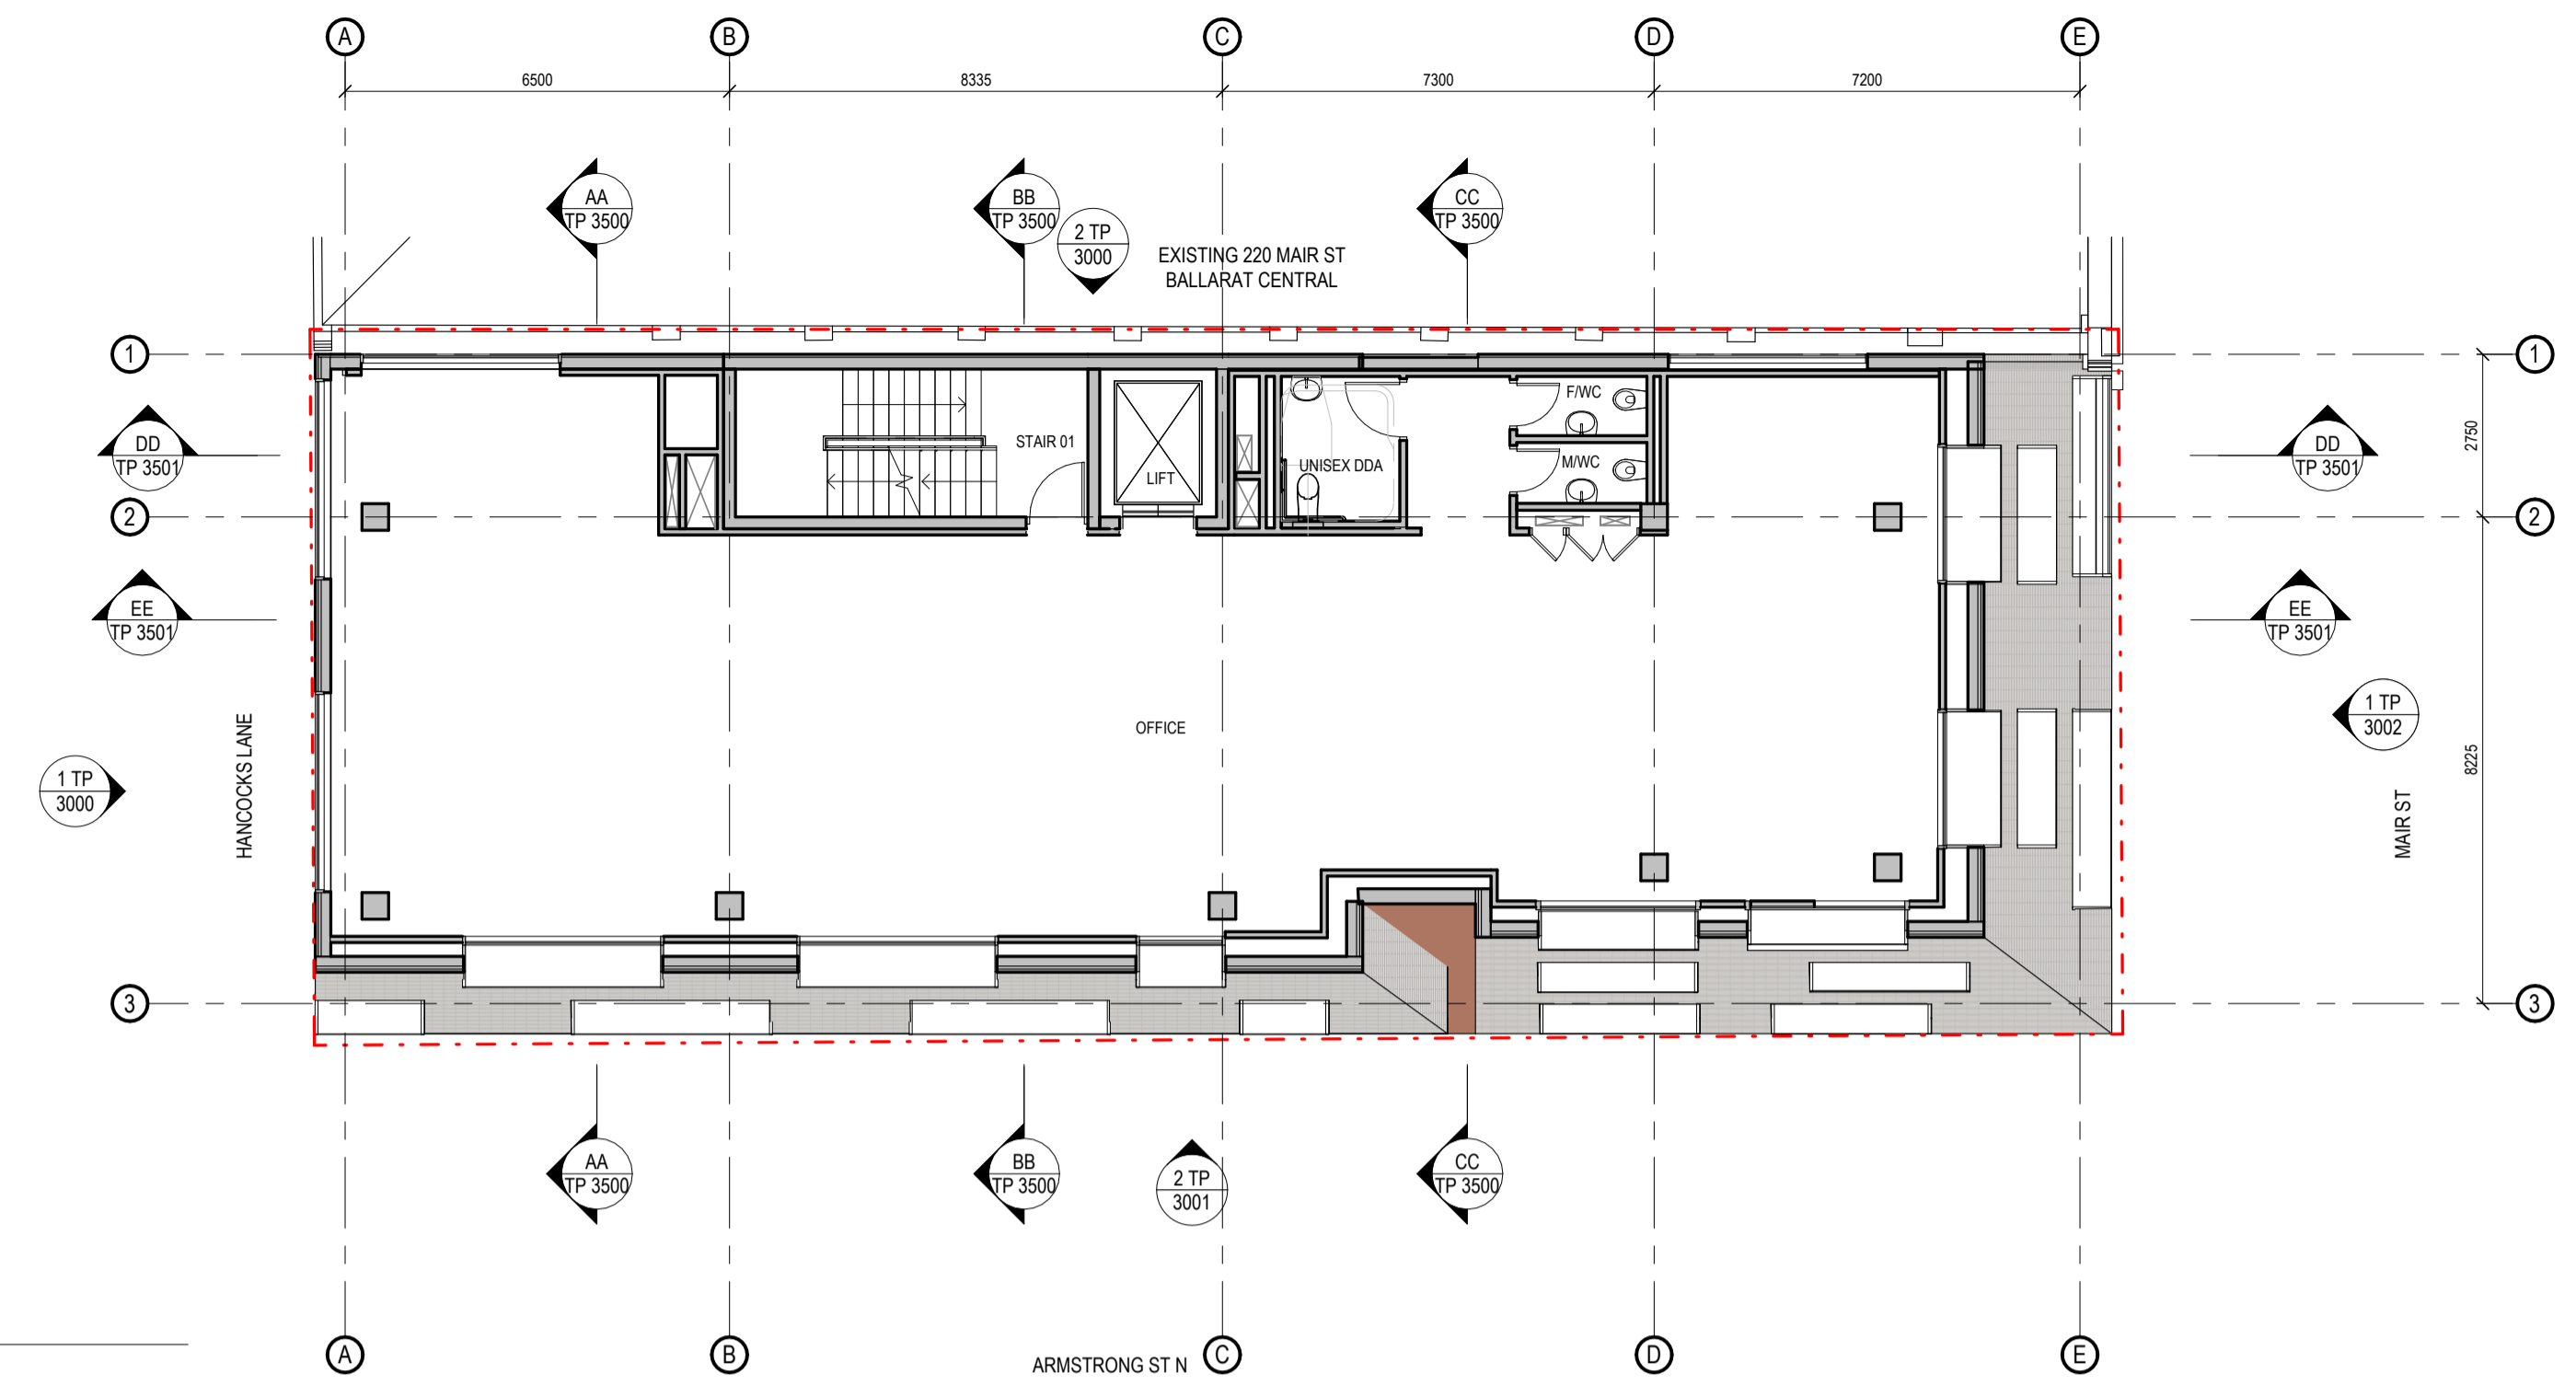 A
B
C
D
E
6500
8335
7300
7200
AA
TP 3500
BB
TP 3500
2 TP
3000
CC
TP 3500
EXISTING 220 MAIR ST
BALLARAT CENTRAL
1
1
DD
TP 3501
STAIR 01
LIFT
UNISEX DDA
F/WC
M/WC
2750
DD
TP 3501
2
2
EE
TP 3501
EE
TP 3501
HANCOCKS LANE
1 TP
3000
OFFICE
1 TP
3002
8225
MAIR ST
3
3
AA
TP 3500
BB
TP 3500
2 TP
3001
CC
TP 3500
A
B
C
D
E
ARMSTRONG ST N